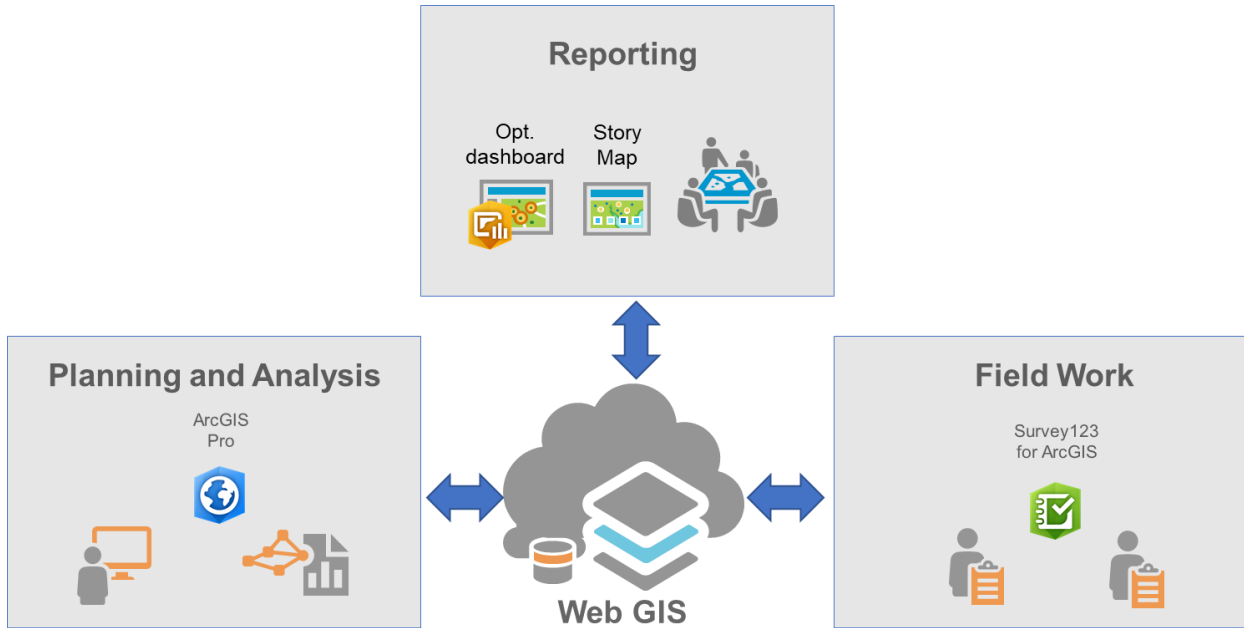 Reporting
Opt.
dashboard
Story
Map
Planning and Analysis
ArcGIS
Pro
Field Work
Survey123
for ArcGIS
Web GIS